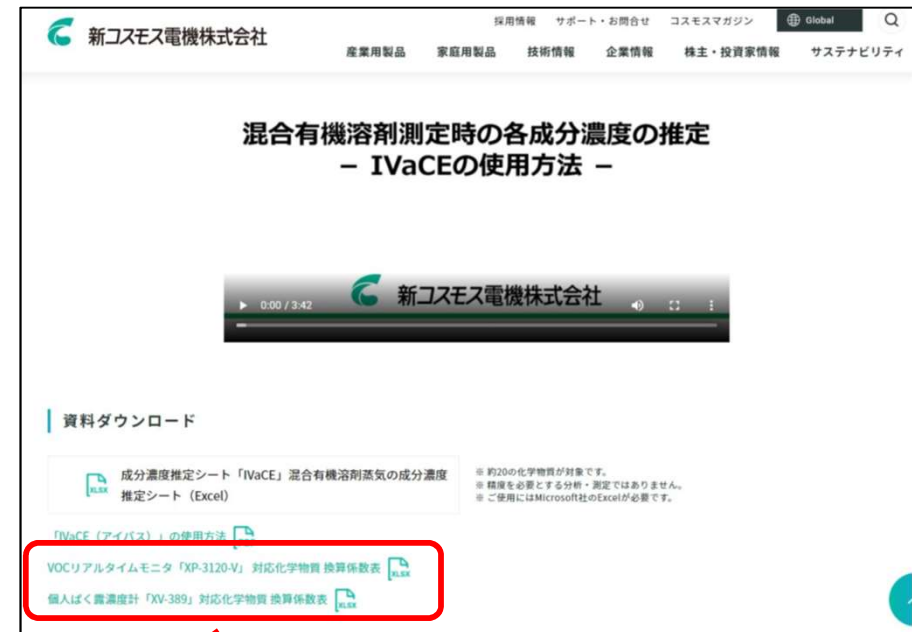 新コスモス電機株式会社
採用情報 サポート・お問合せ コスモスマガジン Global
産業用製品 家庭用製品 技術情報 企業情報 株主・投資家情報 サステナビリティ
混合有機溶剤測定時の各成分濃度の推定
− IVaCEの使用方法 −
新コスモス電機株式会社
0:00 / 3:42
資料ダウンロード
XLSX
成分濃度推定シート「IVaCE」混合有機溶剤蒸気の成分濃度
推定シート（Excel）
※ 約20の化学物質が対象です。
※ 精度を必要とする分析・測定ではありません。
※ ご使用にはMicrosoft社のExcelが必要です。
「IVaCE（アイバス）」の使用方法
VOCリアルタイムモニタ「XP-3120-V」 対応化学物質 換算係数表 XLSX
個人ばく露濃度計「XV-389」対応化学物質 換算係数表 XLSX